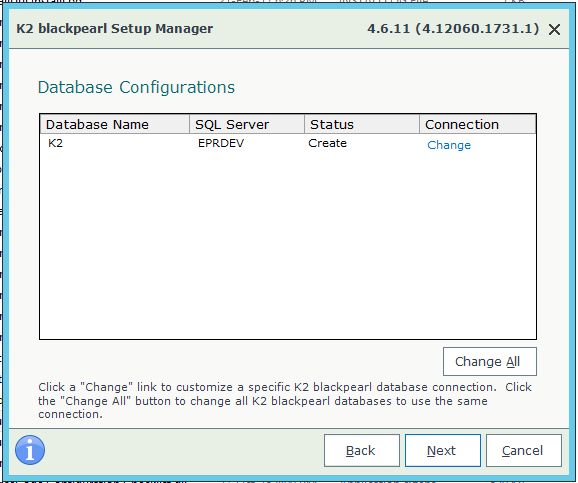 K2 blackpearl Setup Manager 4.6.11 (4.12060.1731.1)
Database Configurations
Database Name SQL Server Status Connection
K2 EPRDEV Create Change
Change All
Click a "Change" link to customize a specific K2 blackpearl database connection. Click
the "Change All" button to change all K2 blackpearl databases to use the same
connection.
Back Next Cancel